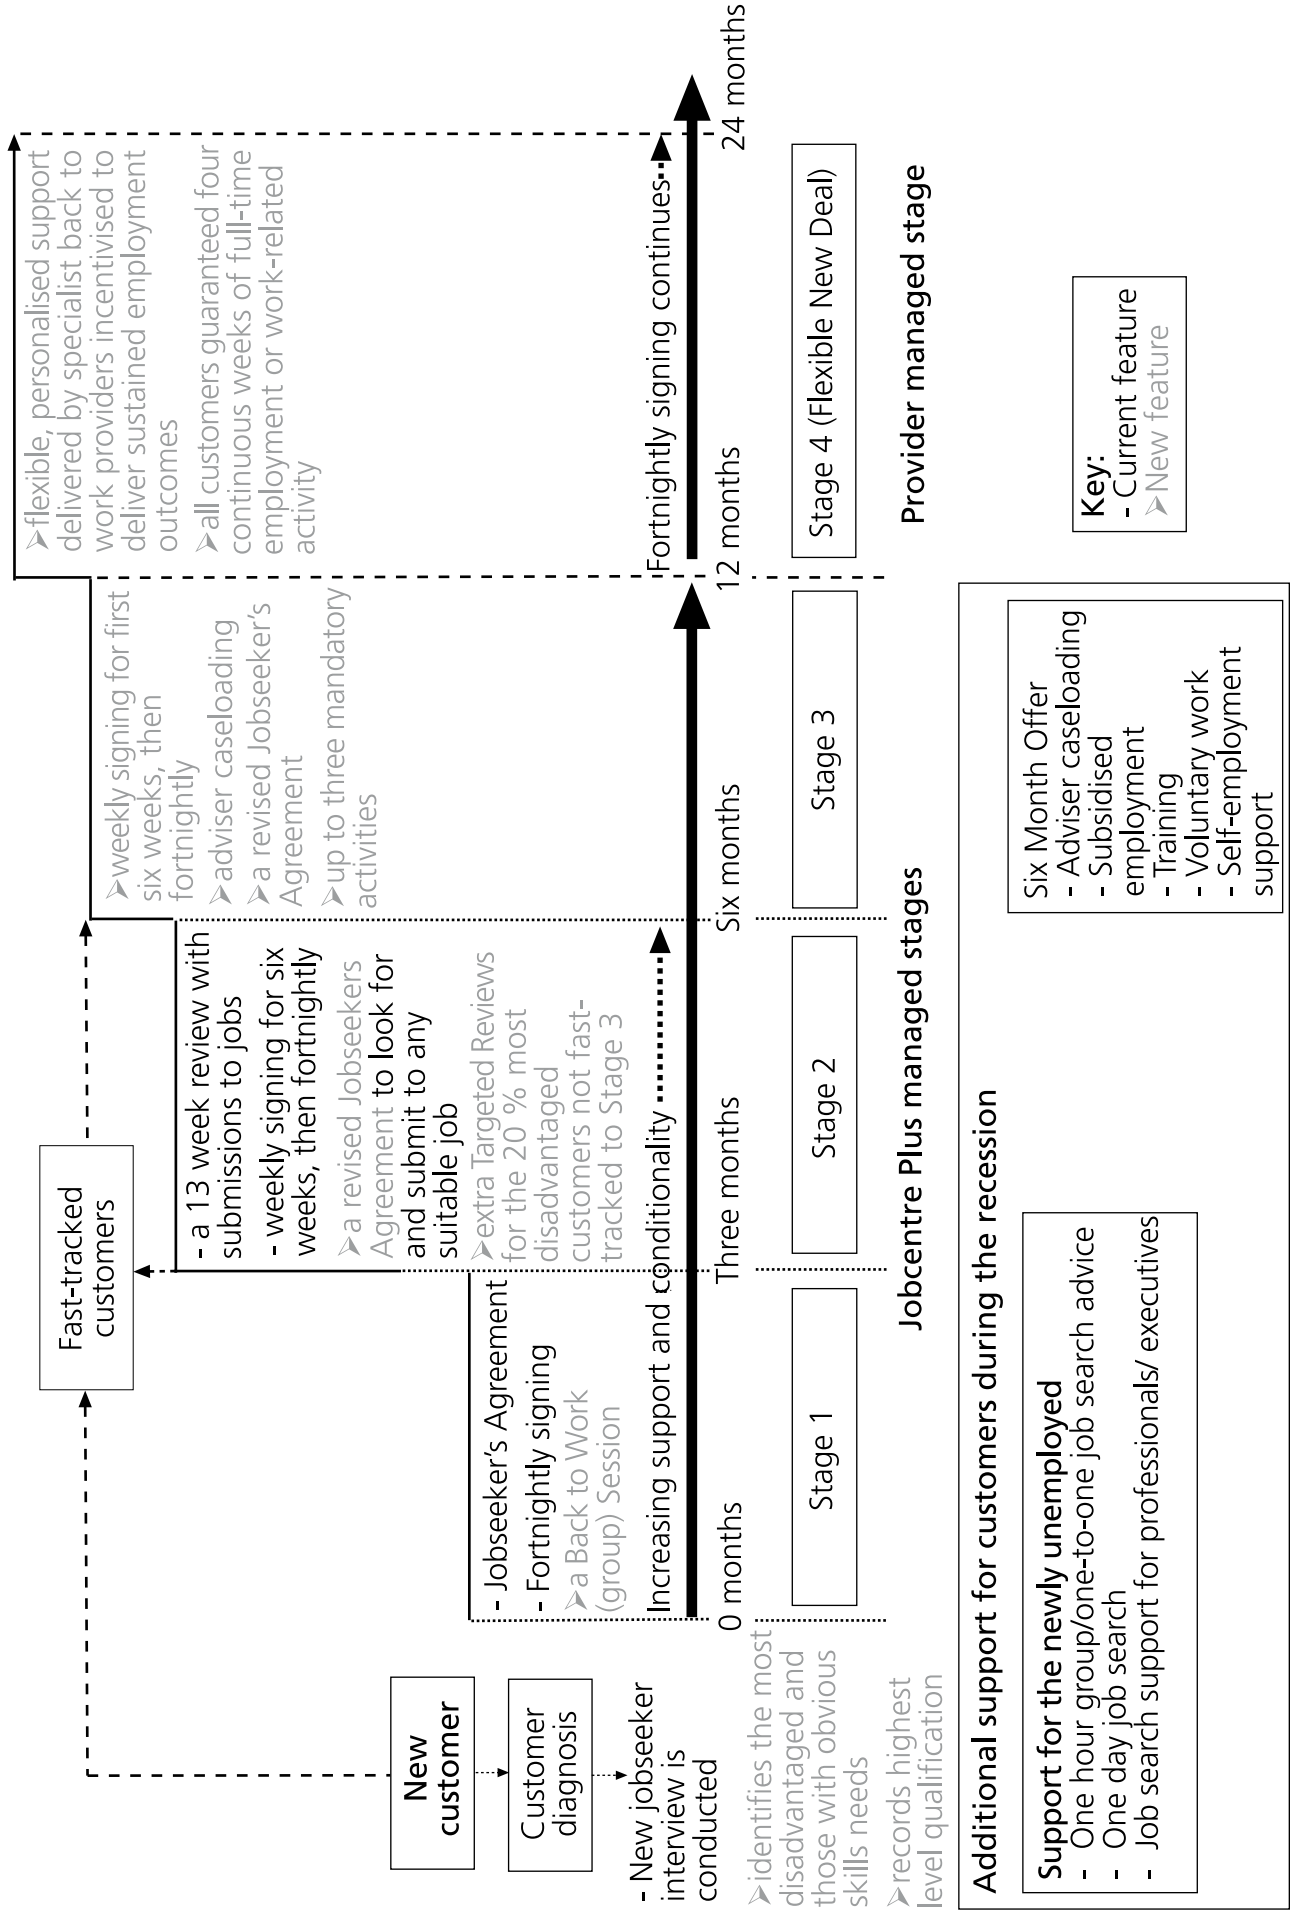 New
customer
Customer
diagnosis
- New jobseeker
interview is
conducted
➢identifies the most
disadvantaged and
those with obvious
skills needs
➢records highest
level qualification
Fast-tracked
customers
- Jobseeker's Agreement
- Fortnightly signing
➢a Back to Work
(group) Session
- a 13 week review with
submissions to jobs
- weekly signing for six
weeks, then fortnightly
➢a revised Jobseekers
Agreement to look for
and submit to any
suitable job
➢extra Targeted Reviews
for the 20 % most
disadvantaged
customers not fast-
tracked to Stage 3
➢weekly signing for first
six weeks, then
fortnightly
➢adviser caseloading
➢a revised Jobseeker's
Agreement
➢up to three mandatory
activities
➢flexible, personalised support
delivered by specialist back to
work providers incentivised to
deliver sustained employment
outcomes
➢all customers guaranteed four
continuous weeks of full-time
employment or work-related
activity
Increasing support and conditionality
Fortnightly signing continues
0 months
Three months
Six months
12 months
24 months
Stage 1
Stage 2
Stage 3
Stage 4 (Flexible New Deal)
Jobcentre Plus managed stages
Provider managed stage
Additional support for customers during the recession
Support for the newly unemployed
- One hour group/one-to-one job search advice
- One day job search
- Job search support for professionals/ executives
Six Month Offer
- Adviser caseloading
- Subsidised
employment
- Training
- Voluntary work
- Self-employment
support
Key:
- Current feature
➢New feature